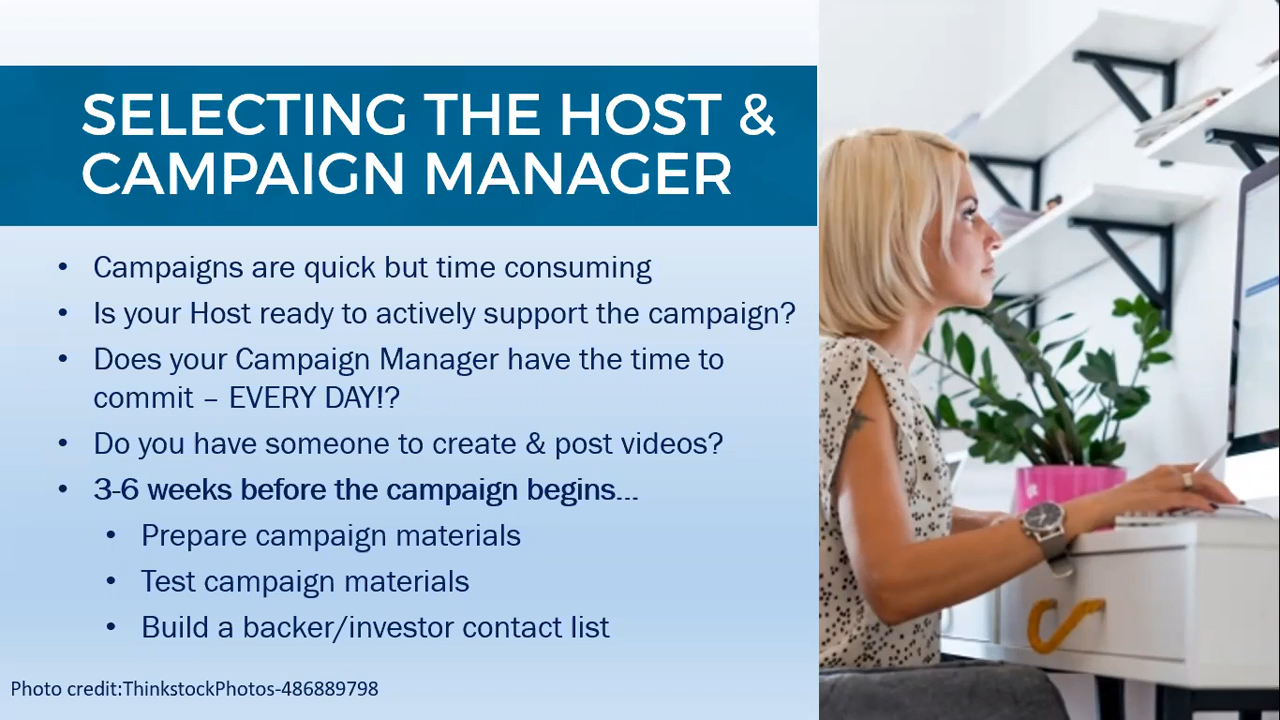 SELECTING THE HOST &
CAMPAIGN MANAGER
• Campaigns are quick but time consuming
• Is your Host ready to actively support the campaign?
• Does your Campaign Manager have the time to
commit – EVERY DAY!?
• Do you have someone to create & post videos?
• 3-6 weeks before the campaign begins...
• Prepare campaign materials
• Test campaign materials
• Build a backer/investor contact list
Photo credit:ThinkstockPhotos-486889798